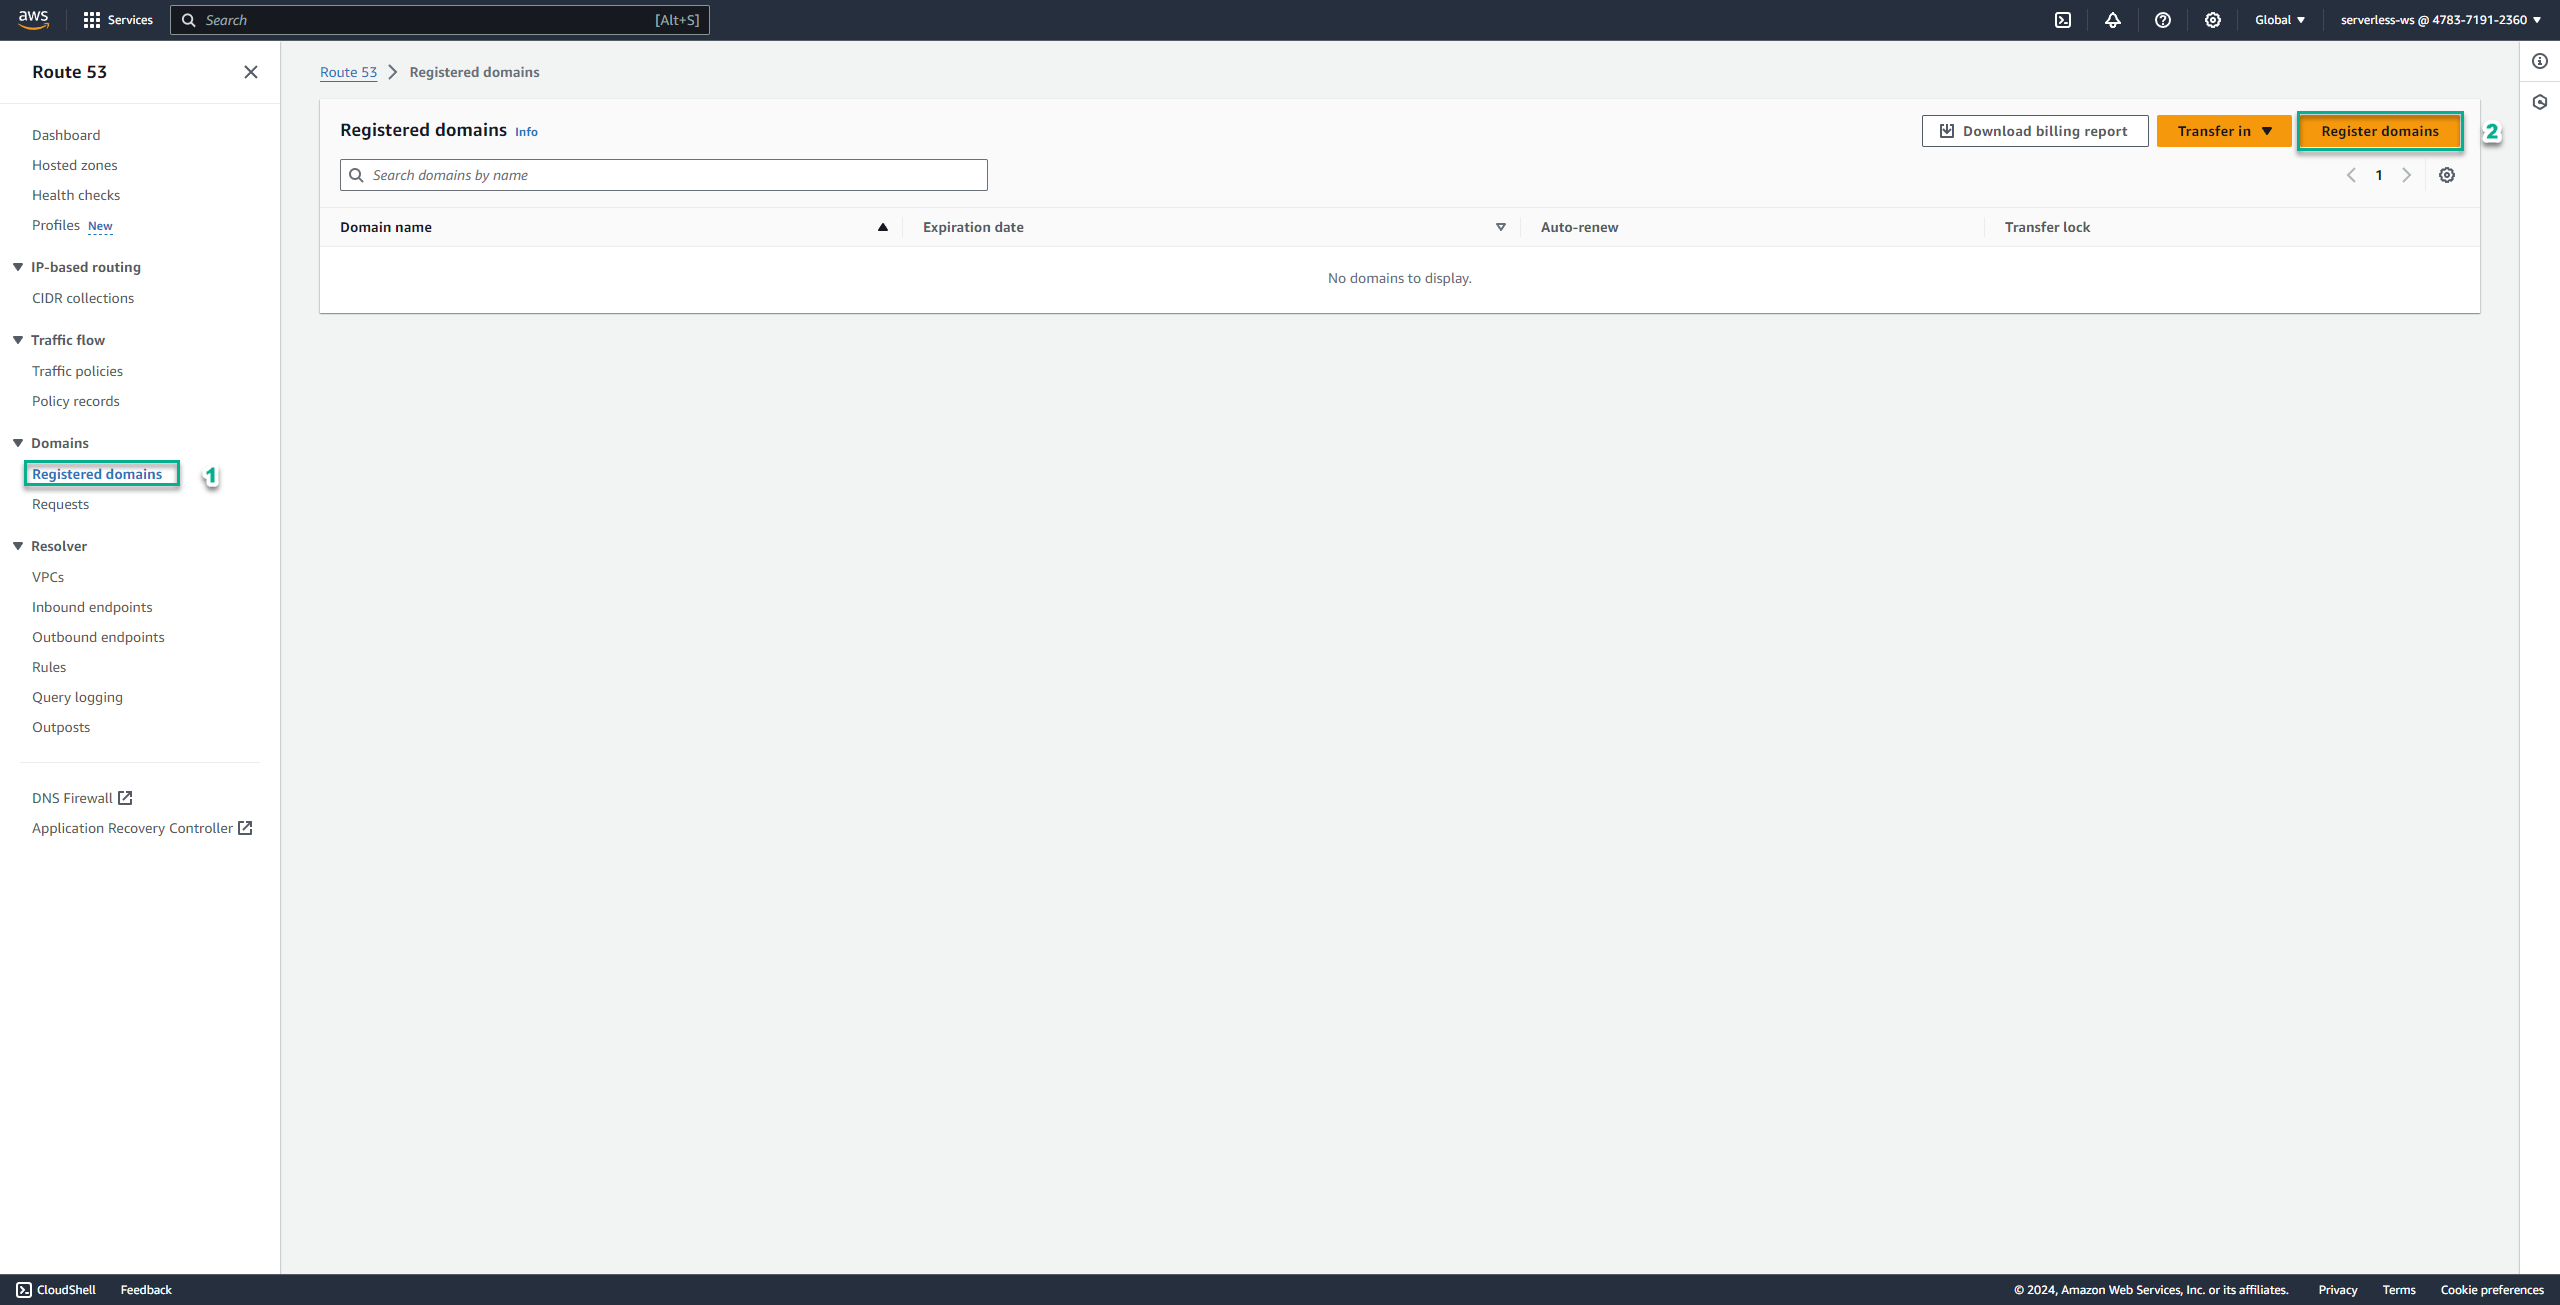 aws Services Search [Alt+S] Global serverless-ws @ 4783-7191-2360
Route 53
Dashboard
Hosted zones
Health checks
Profiles New
IP-based routing
CIDR collections
Traffic flow
Traffic policies
Policy records
Domains
Registered domains 1
Requests
Resolver
VPCs
Inbound endpoints
Outbound endpoints
Rules
Query logging
Outposts
DNS Firewall
Application Recovery Controller
Route 53 Registered domains
Registered domains Info Download billing report Transfer in Register domains 2
Search domains by name 1
Domain name Expiration date Auto-renew Transfer lock
No domains to display.
CloudShell Feedback © 2024, Amazon Web Services, Inc. or its affiliates. Privacy Terms Cookie preferences